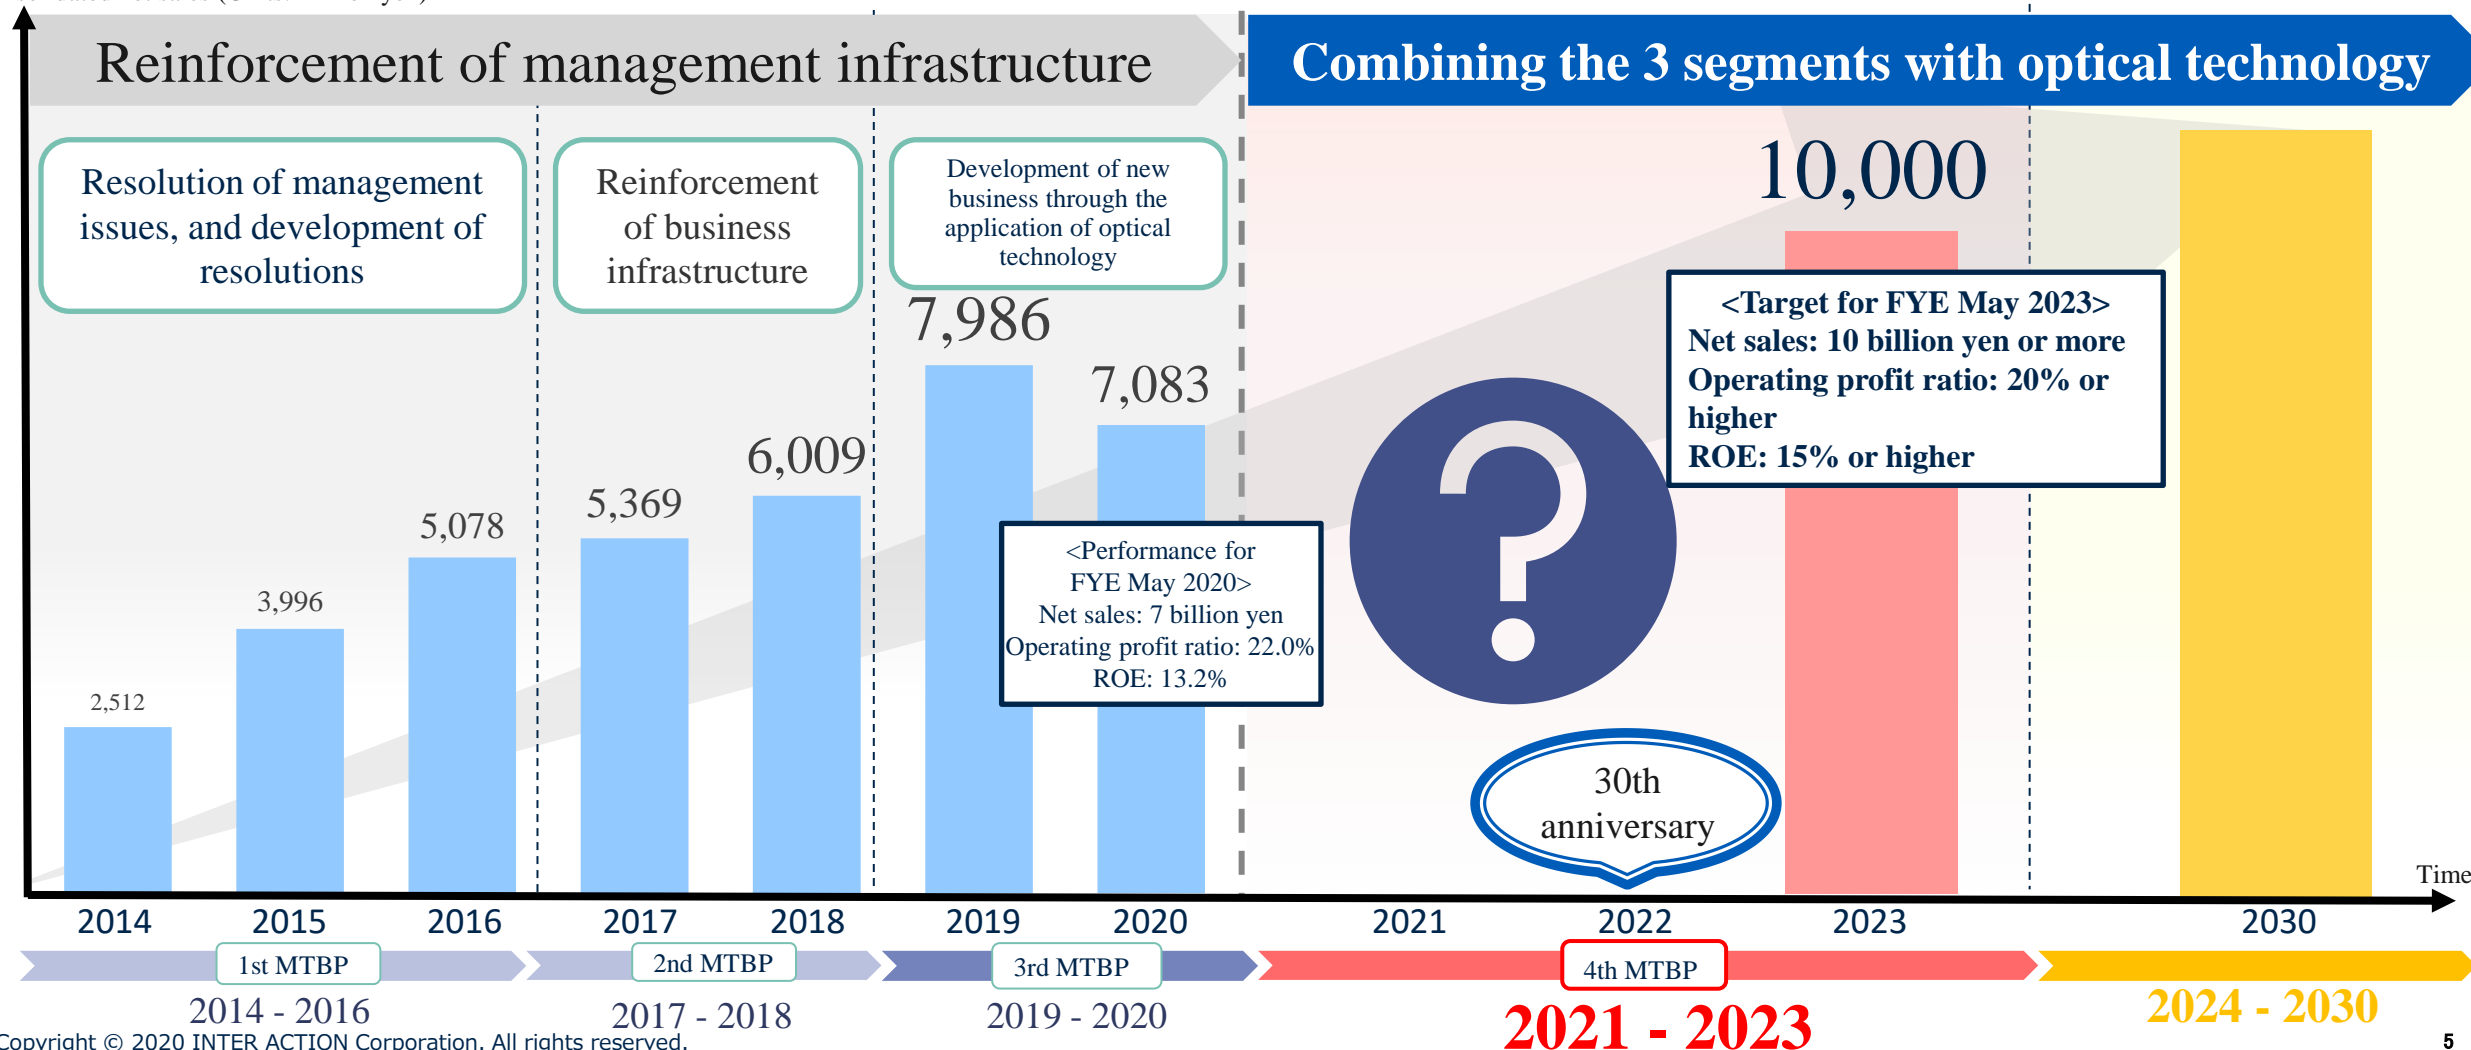 Reinforcement of management infrastructure
Combining the 3 segments with optical technology
Resolution of management
issues, and development of
resolutions
Reinforcement
of business
infrastructure
Development of new
business through the
application of optical
technology
10,000
<Target for FYE May 2023>
Net sales: 10 billion yen or more
Operating profit ratio: 20% or
higher
ROE: 15% or higher
7,986
7,083
6,009
5,369
5,078
3,996
2,512
<Performance for
FYE May 2020>
Net sales: 7 billion yen
Operating profit ratio: 22.0%
ROE: 13.2%
?
30th
anniversary
Time
2014
2015
2016
2017
2018
2019
2020
2021
2022
2023
2030
1st MTBP
2nd MTBP
3rd MTBP
4th MTBP
2014 - 2016
2017 - 2018
2019 - 2020
2021 - 2023
2024 - 2030
Copyright © 2020 INTER ACTION Corporation. All rights reserved.
5